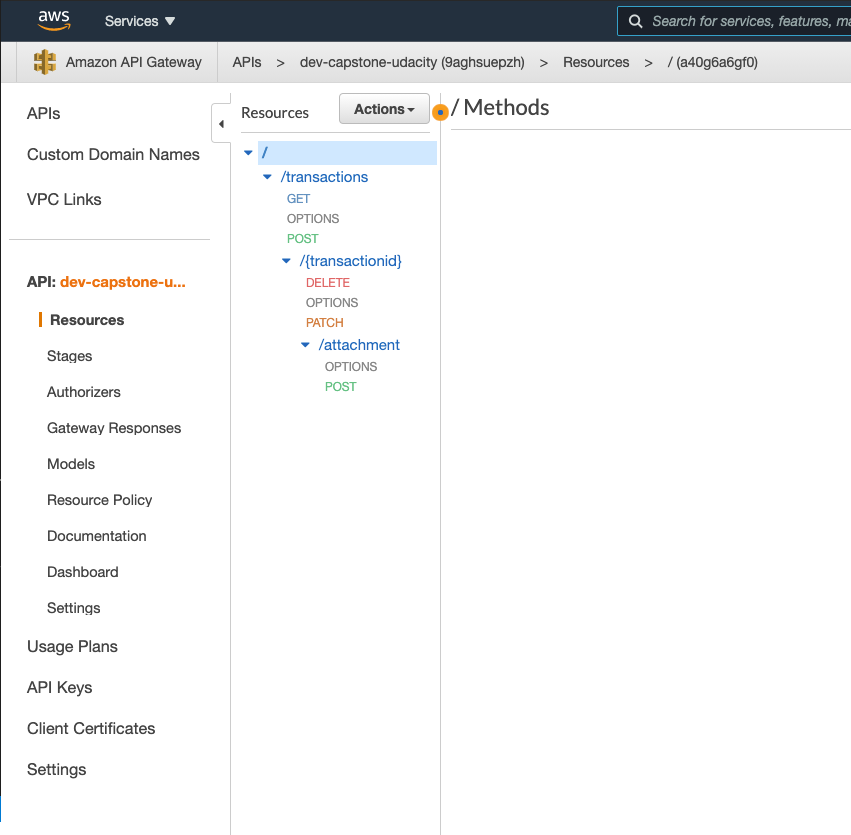 aws Services Search for services, features, ma
Amazon API Gateway APIs > dev-capstone-udacity (9aghsuepzh) > Resources > / (a40g6a6gf0)
APIs
Custom Domain Names
VPC Links
API: dev-capstone-u...
Resources
Stages
Authorizers
Gateway Responses
Models
Resource Policy
Documentation
Dashboard
Settings
Usage Plans
API Keys
Client Certificates
Settings
Resources Actions
/
/transactions
GET
OPTIONS
POST
/{transactionid}
DELETE
OPTIONS
PATCH
/attachment
OPTIONS
POST
/ Methods